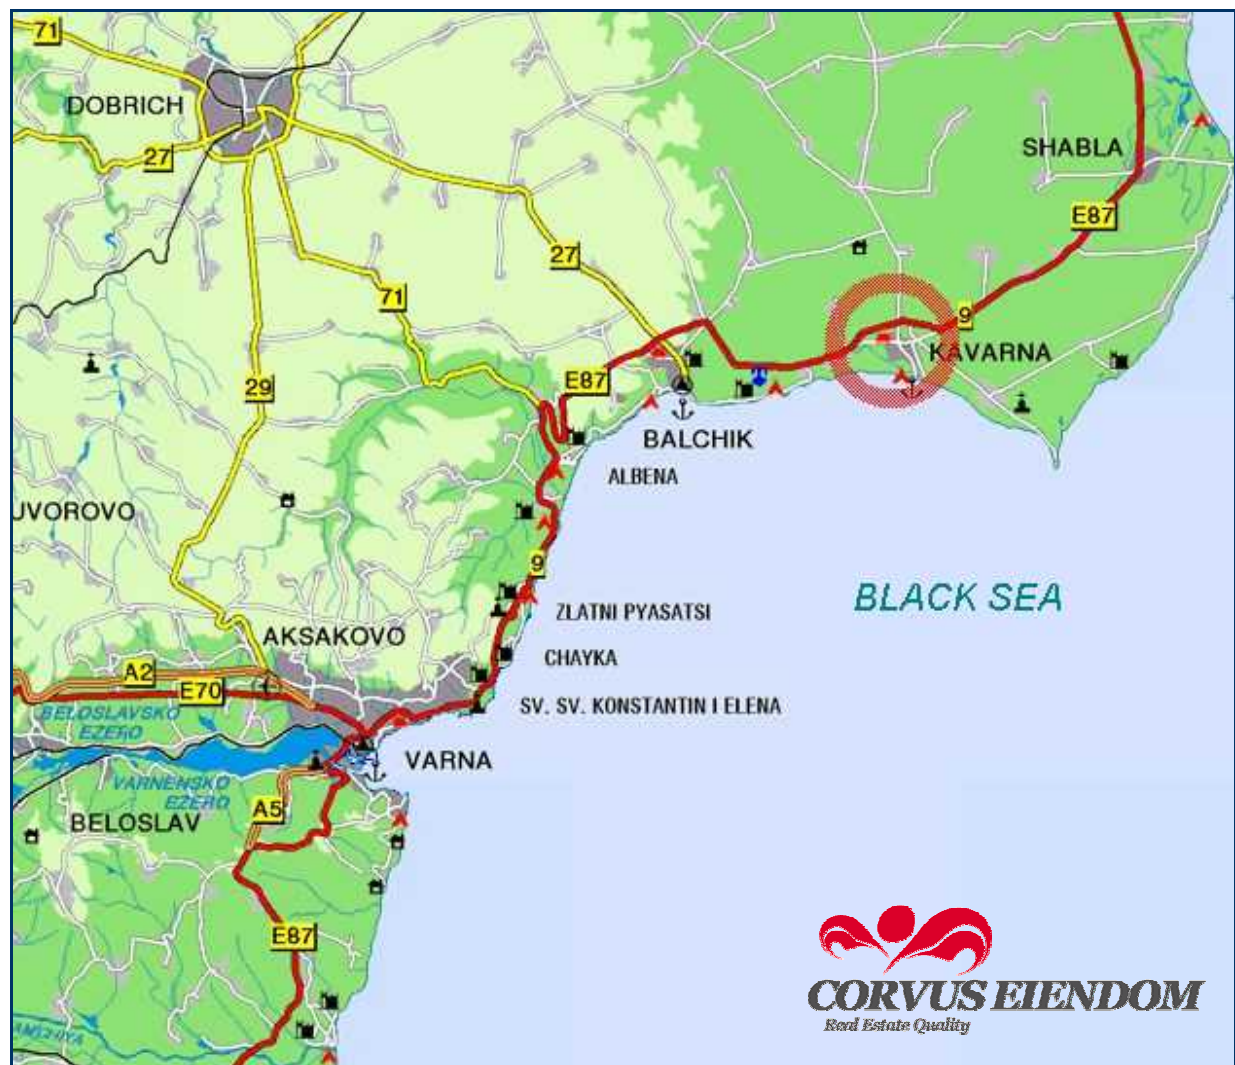 71
DOBRICH
27
SHABLA
E87
27
71
9
KAVARNA
E87
29
BALCHIK
ALBENA
UVOROVO
9
BLACK SEA
ZLATNI PYASATSI
AKSAKOVO
CHAYKA
A2
E70
SV. SV. KONSTANTIN I ELENA
BELOSLAVSKO
EZERO
VARNA
VARNENSKO
EZERO
A5
BELOSLAV
E87
CORVUS EIENDOM
Real Estate Quality